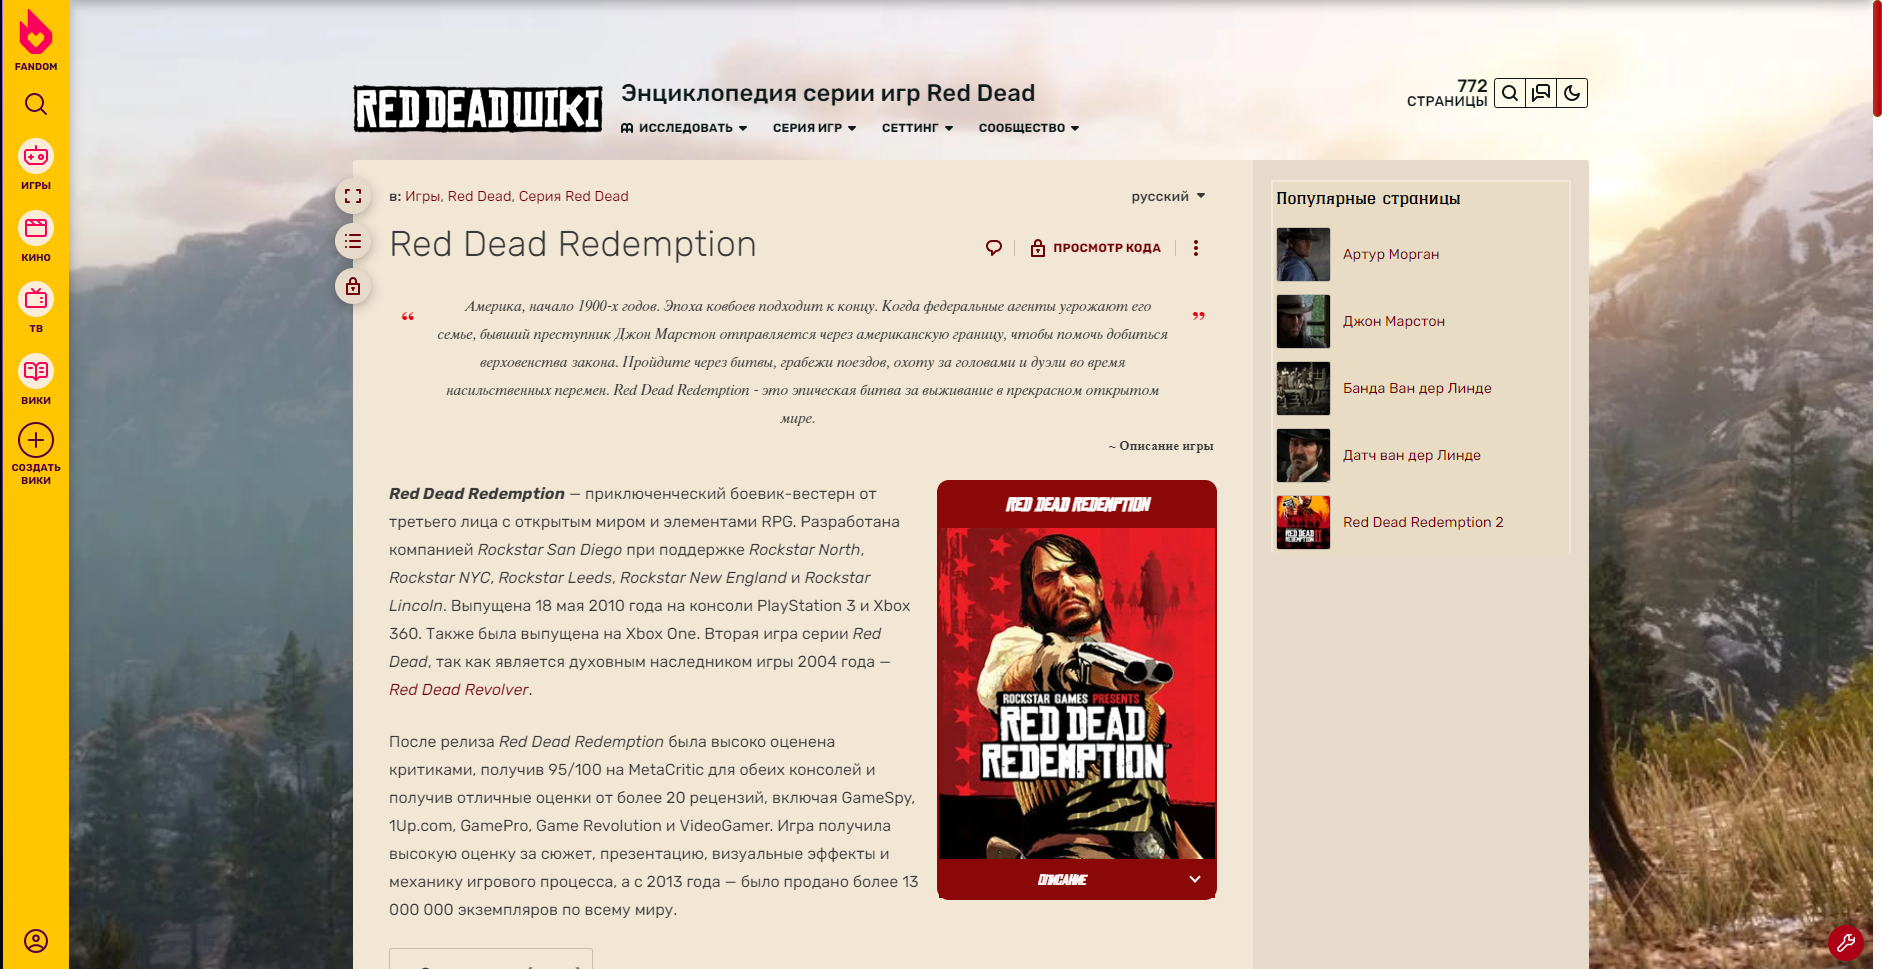 FANDOM
ИГРЫ
КИНО
ТВ
ВИКИ
СОЗДАТЬ
ВИКИ
RED DEAD WIKI
Энциклопедия серии игр Red Dead
ИССЛЕДОВАТЬ СЕРИЯ ИГР СЕТТИНГ СООБЩЕСТВО
772
СТРАНИЦЫ
в: Игры, Red Dead, Серия Red Dead
русский
Red Dead Redemption
ПРОСМОТР КОДА
“ Америка, начало 1900-х годов. Эпоха ковбоев подходит к концу. Когда федеральные агенты угрожают его ”
семье, бывший преступник Джон Марстон отправляется через американскую границу, чтобы помочь добиться
верховенства закона. Пройдите через битвы, грабежи поездов, охоту за головами и дуэли во время
насильственных перемен. Red Dead Redemption - это эпическая битва за выживание в прекрасном открытом
мире.
~ Описание игры
Red Dead Redemption — приключенческий боевик-вестерн от
третьего лица с открытым миром и элементами RPG. Разработана
компанией Rockstar San Diego при поддержке Rockstar North,
Rockstar NYC, Rockstar Leeds, Rockstar New England и Rockstar
Lincoln. Выпущена 18 мая 2010 года на консоли PlayStation 3 и Xbox
360. Также была выпущена на Xbox One. Вторая игра серии Red
Dead, так как является духовным наследником игры 2004 года —
Red Dead Revolver.
После релиза Red Dead Redemption была высоко оценена
критиками, получив 95/100 на MetaCritic для обеих консолей и
получив отличные оценки от более 20 рецензий, включая GameSpy,
1Up.com, GamePro, Game Revolution и VideoGamer. Игра получила
высокую оценку за сюжет, презентацию, визуальные эффекты и
механику игрового процесса, а с 2013 года — было продано более 13
000 000 экземпляров по всему миру.
RED DEAD REDEMPTION
ROCKSTAR GAMES PRESENTS
RED DEAD
REDEMPTION
ОПИСАНИЕ
Популярные страницы
Артур Морган
Джон Марстон
Банда Ван дер Линде
Датч ван дер Линде
Red Dead Redemption 2